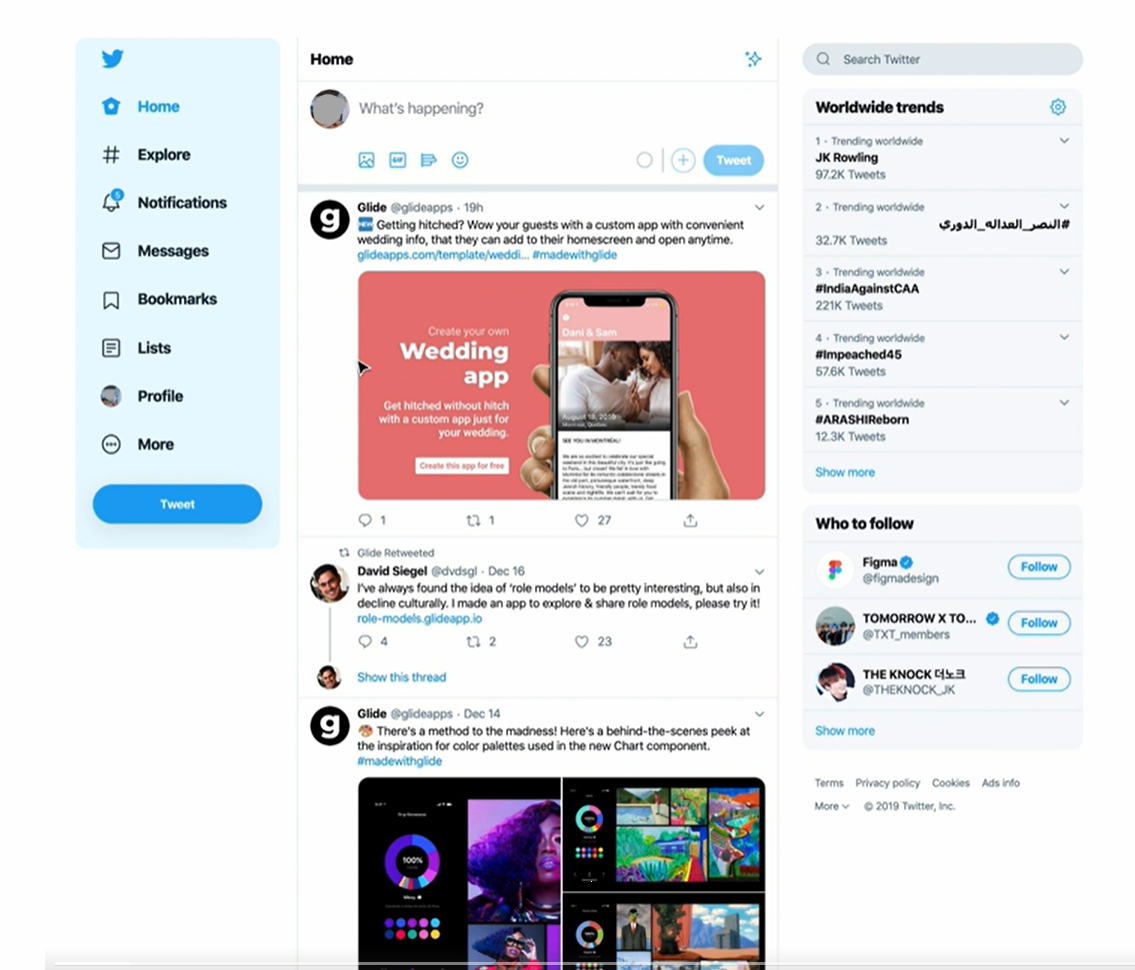 Home
Explore
5
Notifications
Messages
Bookmarks
Lists
Profile
More
Tweet
Home
What's happening?
GIF
Tweet
g
Glide @glideapps · 19h
🆕 Getting hitched? Wow your guests with a custom app with convenient
wedding info, that they can add to their homescreen and open anytime.
glideapps.com/template/weddi... #madewithglide
Create your own
Wedding
app
Get hitched without hitch
with a custom app just for
your wedding.
Create this app for free
Dani & Sam
August 18, 2019
Montreal, Quebec
SEE YOU IN MONTRÉAL!
1 1 27
Glide Retweeted
David Siegel @dvdsgl · Dec 16
I've always found the idea of 'role models' to be pretty interesting, but also in
decline culturally. I made an app to explore & share role models, please try it!
role-models.glideapp.io
4 2 23
Show this thread
g
Glide @glideapps · Dec 14
There's a method to the madness! Here's a behind-the-scenes peek at
the inspiration for color palettes used in the new Chart component.
#madewithglide
100%
Search Twitter
Worldwide trends
1 · Trending worldwide
JK Rowling
97.2K Tweets
2 · Trending worldwide
#النصر_العداله_الدوري
32.7K Tweets
3 · Trending worldwide
#IndiaAgainstCAA
221K Tweets
4 · Trending worldwide
#Impeached45
57.6K Tweets
5 · Trending worldwide
#ARASHIReborn
12.3K Tweets
Show more
Who to follow
Figma
@figmadesign
Follow
TOMORROW X TO...
@TXT_members
Follow
THE KNOCK 더노크
@THEKNOCK_JK
Follow
Show more
Terms Privacy policy Cookies Ads info
More © 2019 Twitter, Inc.